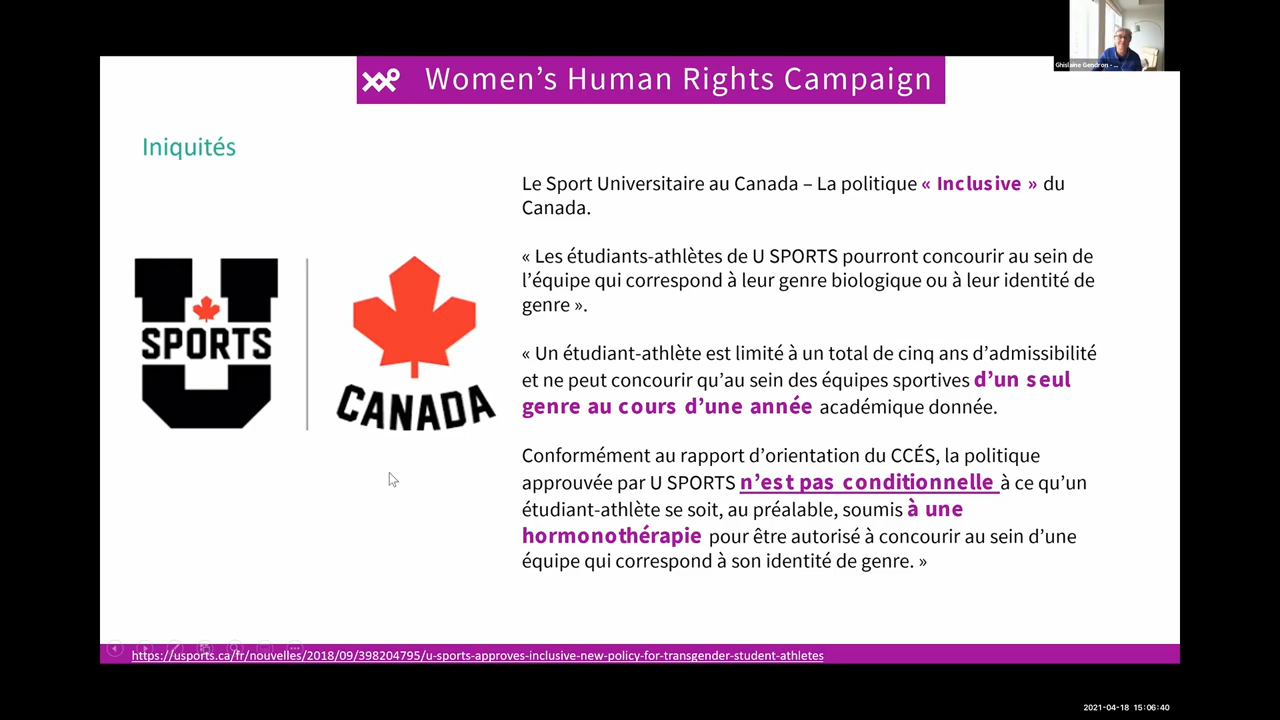 Ghislaine Gendron - ...
Women's Human Rights Campaign
Iniquités
Le Sport Universitaire au Canada – La politique « Inclusive » du
Canada.
« Les étudiants-athlètes de U SPORTS pourront concourir au sein de
l'équipe qui correspond à leur genre biologique ou à leur identité de
genre ».
« Un étudiant-athlète est limité à un total de cinq ans d'admissibilité
et ne peut concourir qu'au sein des équipes sportives d'un seul
genre au cours d'une année académique donnée.
Conformément au rapport d'orientation du CCÉS, la politique
approuvée par U SPORTS n'est pas conditionnelle à ce qu'un
étudiant-athlète se soit, au préalable, soumis à une
hormonothérapie pour être autorisé à concourir au sein d'une
équipe qui correspond à son identité de genre. »
U
SPORTS
CANADA
https://usports.ca/fr/nouvelles/2018/09/398204795/u-sports-approves-inclusive-new-policy-for-transgender-student-athletes
2021-04-18 15:06:40